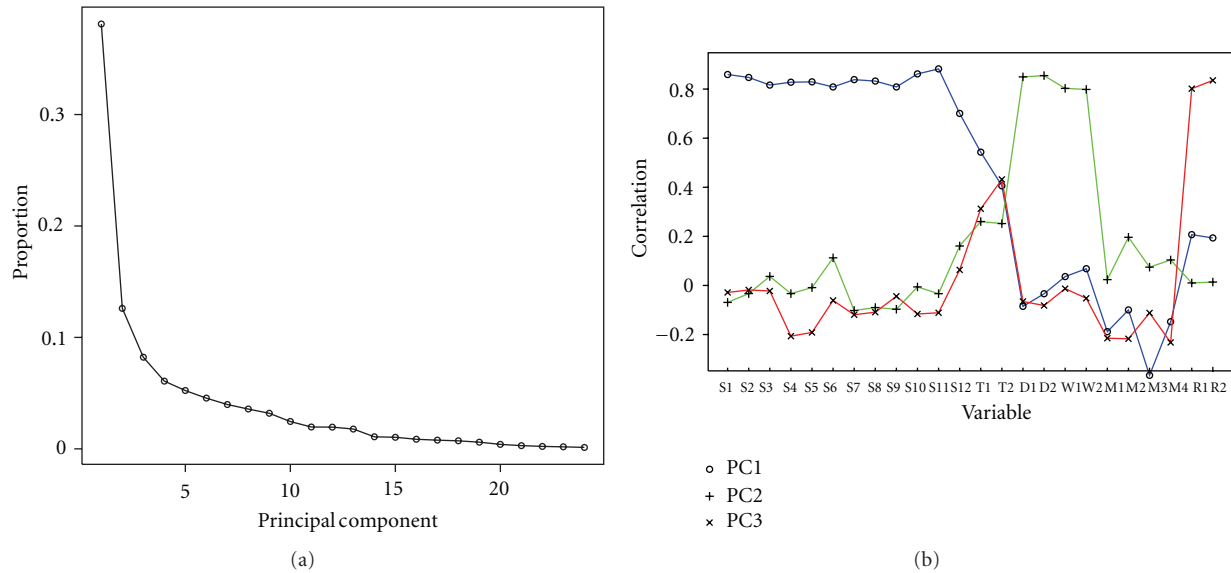 0.3
0.2
0.1
0
Proportion
5 10 15 20
Principal component
(a)
0.8
0.6
0.4
0.2
0
−0.2
Correlation
S1 S2 S3 S4 S5 S6 S7 S8 S9 S10 S11 S12 T1 T2 D1 D2 W1 W2 M1 M2 M3 M4 R1 R2
Variable
PC1
PC2
PC3
(b)